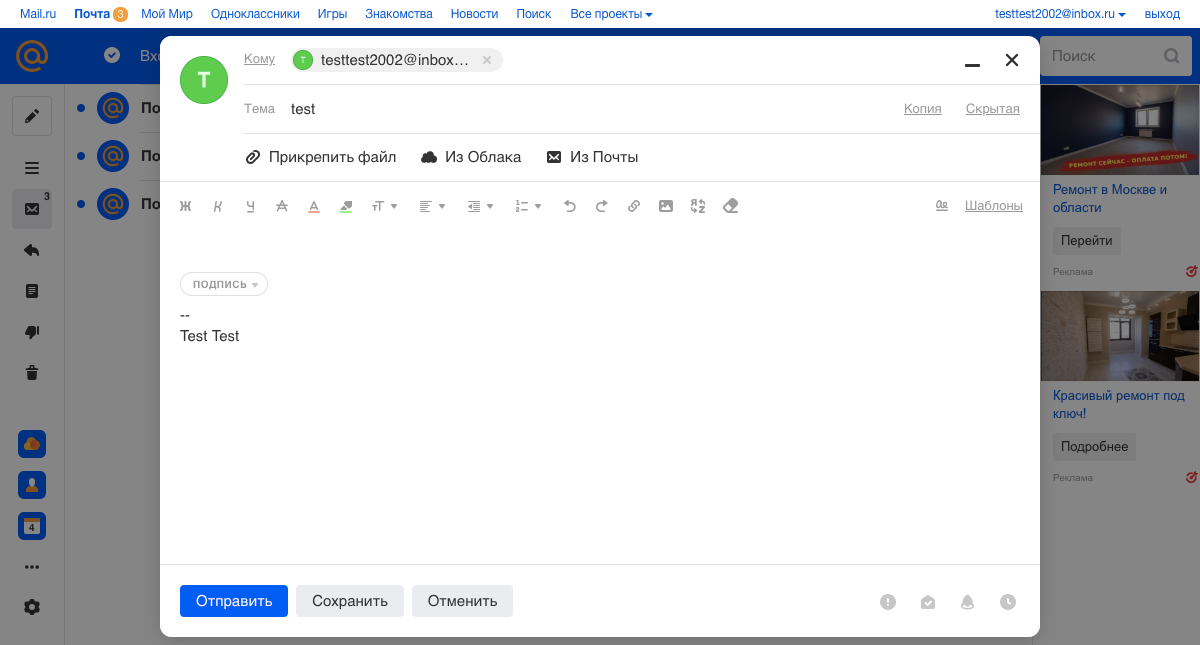 Mail.ru Почта 3 Мой Мир Одноклассники Игры Знакомства Новости Поиск Все проекты testtest2002@inbox.ru выход
Вхо
Кому T testtest2002@inbox... ×
Поиск
T
Тема test Копия Скрытая
По
По
По
3
Прикрепить файл Из Облака Из Почты
РЕМОНТ СЕЙЧАС - ОПЛАТА ПОТОМ!
Ж К Ч А А тТ Я Z Шаблоны
Ремонт в Москве и
области
Перейти
Реклама
ПОДПИСЬ
--
Test Test
Красивый ремонт под
ключ!
Подробнее
Реклама
4
Отправить Сохранить Отменить